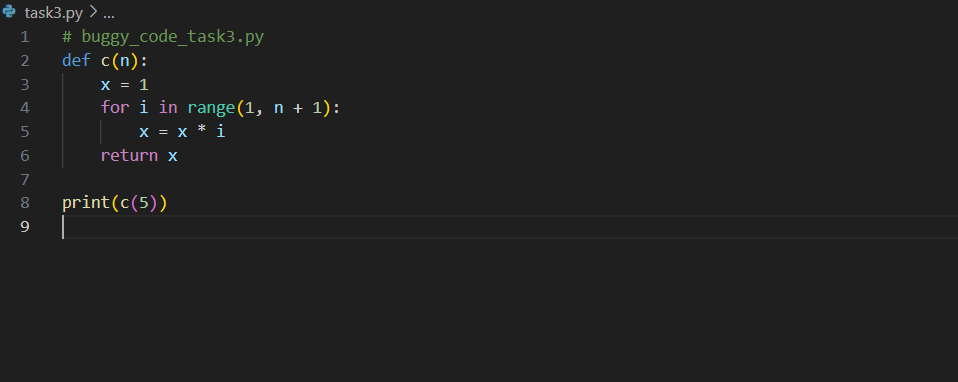 task3.py > ...
1 # buggy_code_task3.py
2 def c(n):
3     x = 1
4     for i in range(1, n + 1):
5         x = x * i
6     return x
7
8 print(c(5))
9